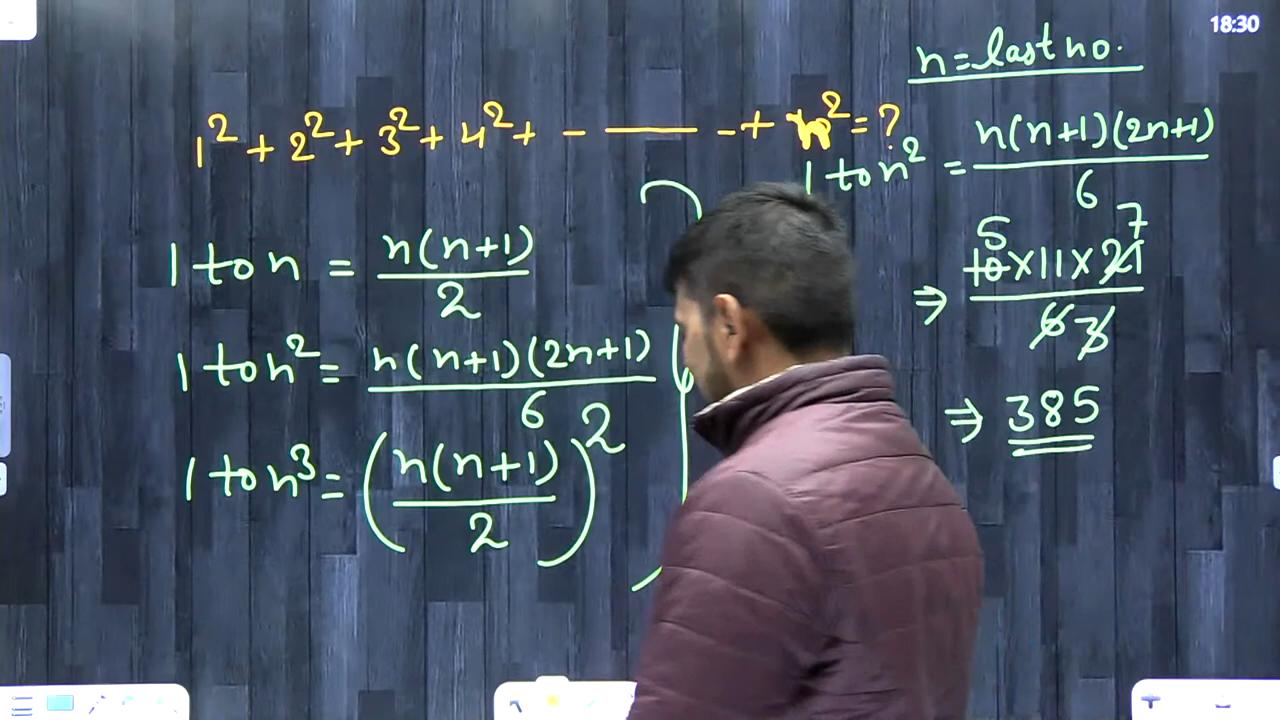 18:30
n = last no.
1² + 2² + 3² + 4² + - — - + n² = ?
1 to n² = n(n+1)(2n+1) / 6
1 to n = n(n+1) / 2
⇒ 10 5 × 11 × 21 7 / 6 3
1 to n² = n(n+1)(2n+1) / 6
⇒ 385
1 to n³ = (n(n+1) / 2)²